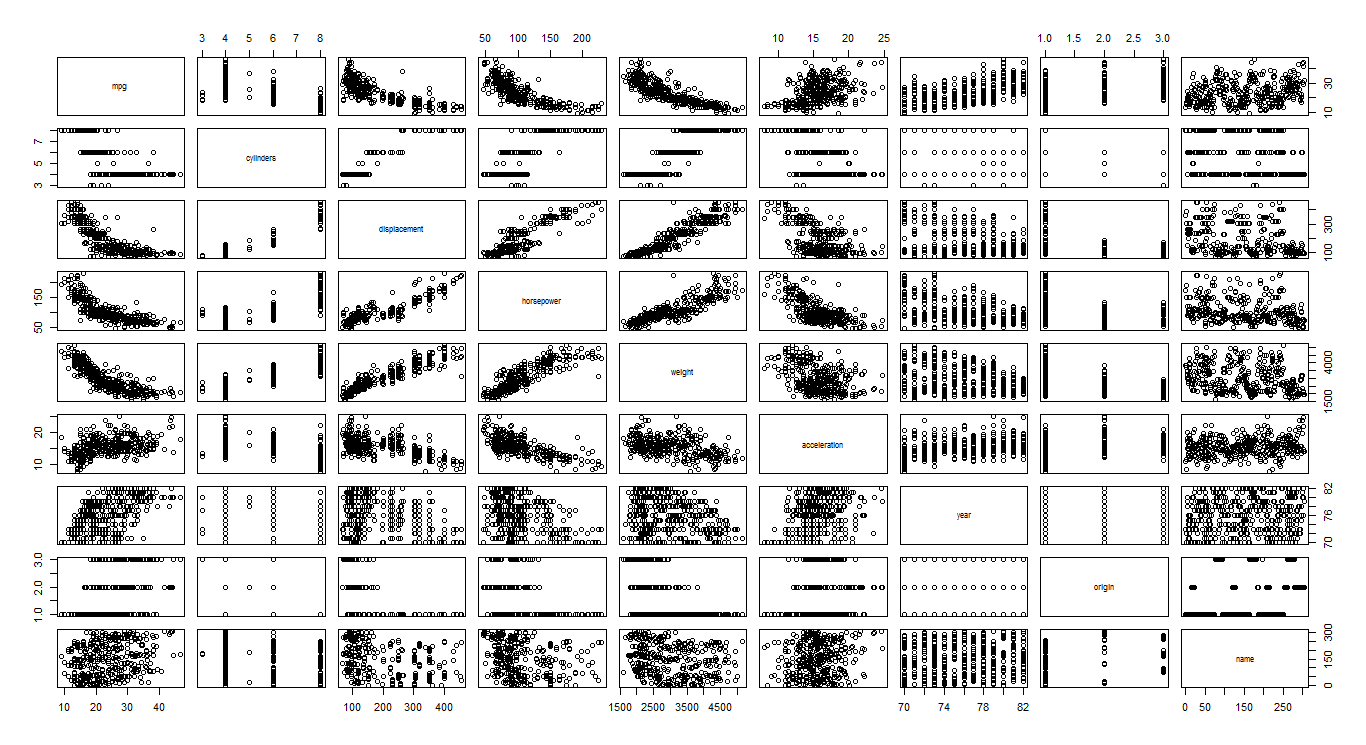 3 4 5 6 7 8 50 100 150 200 10 15 20 25 1.0 1.5 2.0 2.5 3.0
mpg 10 30
3 5 7 cylinders
displacement 100 300
50 150 horsepower
weight 1500 4000
10 20 acceleration
year 70 76 82
1.0 2.0 3.0 origin
name 0 150 300
10 20 30 40 100 200 300 400 1500 2500 3500 4500 70 74 78 82 0 50 150 250